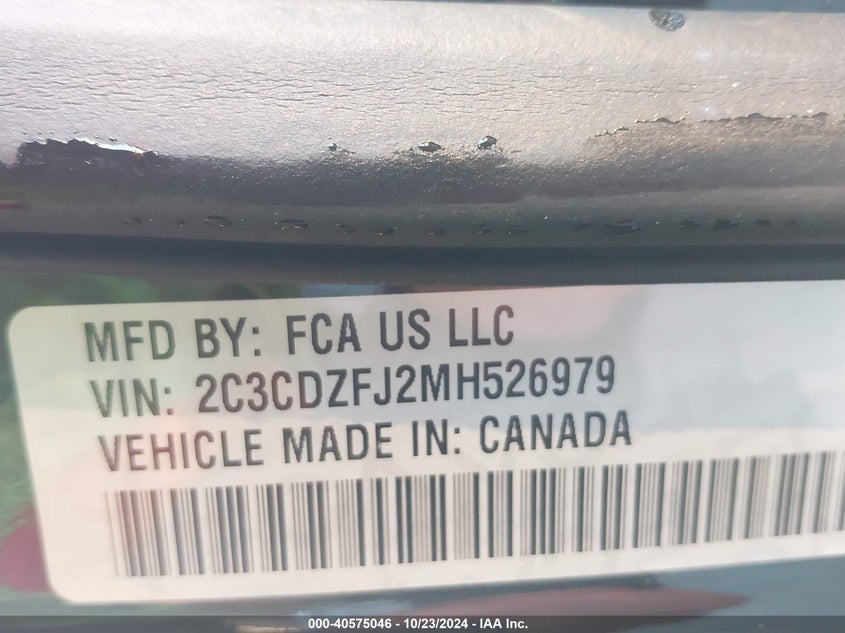 MFD BY: FCA US LLC
VIN: 2C3CDZFJ2MH526979
VEHICLE MADE IN: CANADA
000-40575046 - 10/23/2024 - IAA Inc.